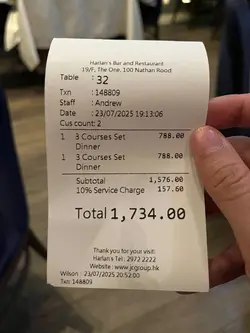 Harlan's Bar and Restaurant
19/F, The One, 100 Nathan Road
Table : 32
Txn : 148809
Staff : Andrew
Date : 23/07/2025 19:13:06
Cus count: 2
1 3 Courses Set 788.00
Dinner
1 3 Courses Set 788.00
Dinner
Subtotal 1,576.00
10% Service Charge 157.60
Total 1,734.00
Thank you for your visit!
Harlan's Tel : 2972 2222
Website : www.jcgroup.hk
Wilson : 23/07/2025 20:52:00
Txn: 148809